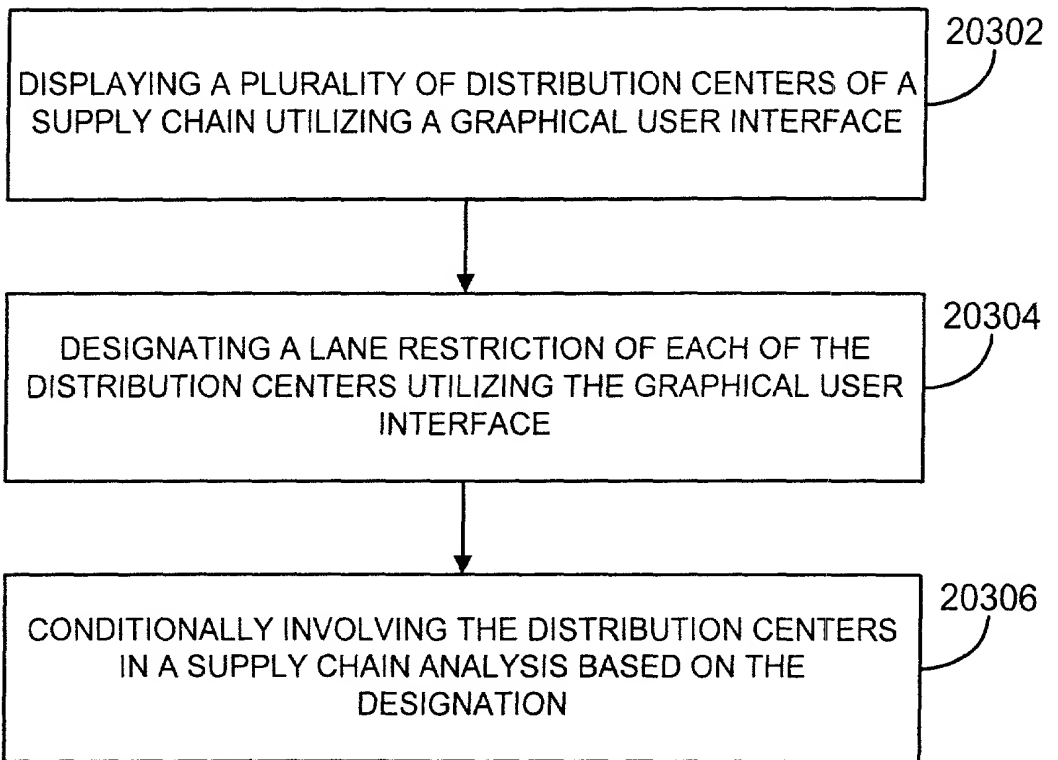 20302
DISPLAYING A PLURALITY OF DISTRIBUTION CENTERS OF A
SUPPLY CHAIN UTILIZING A GRAPHICAL USER INTERFACE
20304
DESIGNATING A LANE RESTRICTION OF EACH OF THE
DISTRIBUTION CENTERS UTILIZING THE GRAPHICAL USER
INTERFACE
20306
CONDITIONALLY INVOLVING THE DISTRIBUTION CENTERS
IN A SUPPLY CHAIN ANALYSIS BASED ON THE
DESIGNATION